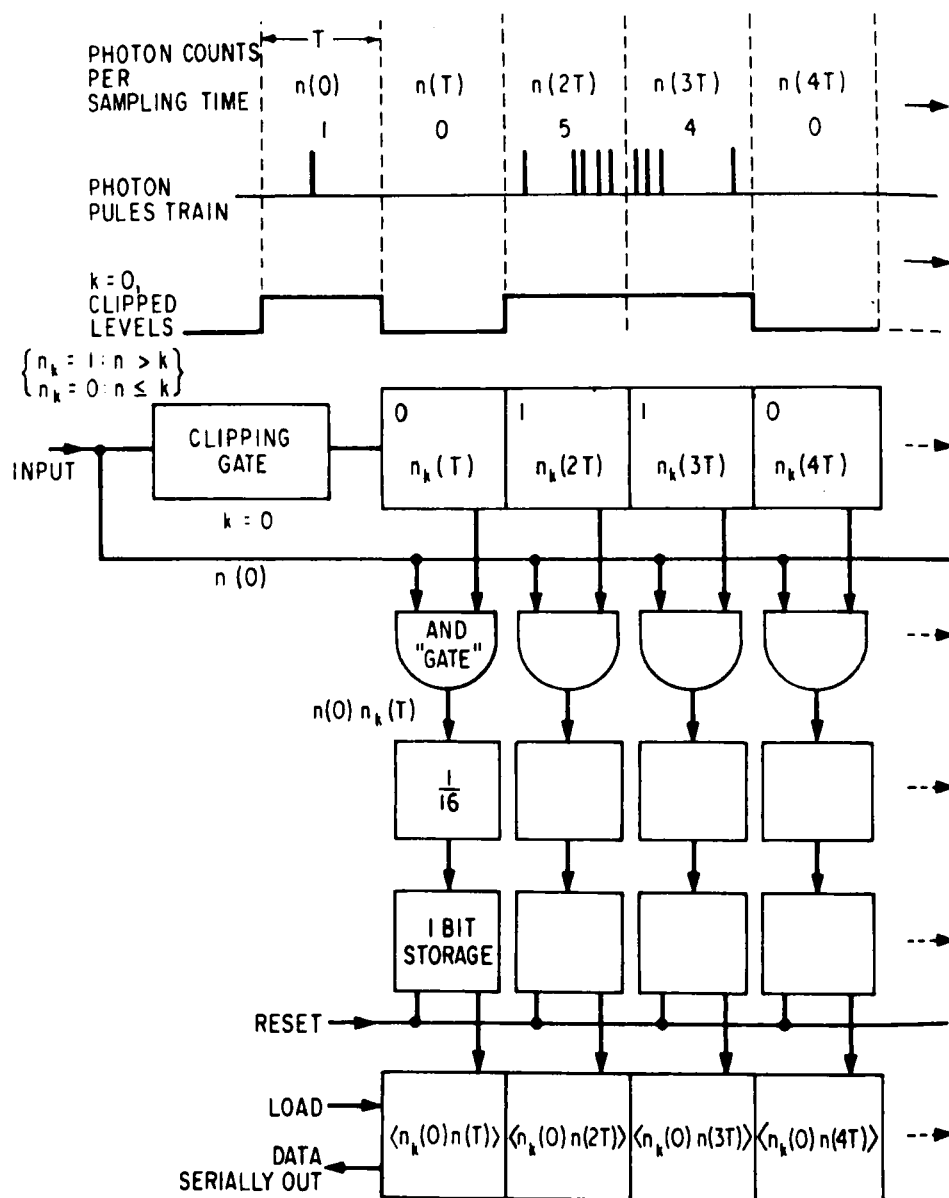 PHOTON COUNTS
PER
SAMPLING TIME
T
n(0) n(T) n(2T) n(3T) n(4T)
1 0 5 4 0
PHOTON
PULES TRAIN
k=0,
CLIPPED
LEVELS
{n_k = 1 : n > k}
{n_k = 0 : n ≤ k}
INPUT
CLIPPING
GATE
k = 0
0 1 1 0
n_k(T) n_k(2T) n_k(3T) n_k(4T)
n(0)
AND
"GATE"
n(0) n_k(T)
1/16
1 BIT
STORAGE
RESET
LOAD
DATA
SERIALLY OUT
⟨n_k(0) n(T)⟩ ⟨n_k(0) n(2T)⟩ ⟨n_k(0) n(3T)⟩ ⟨n_k(0) n(4T)⟩